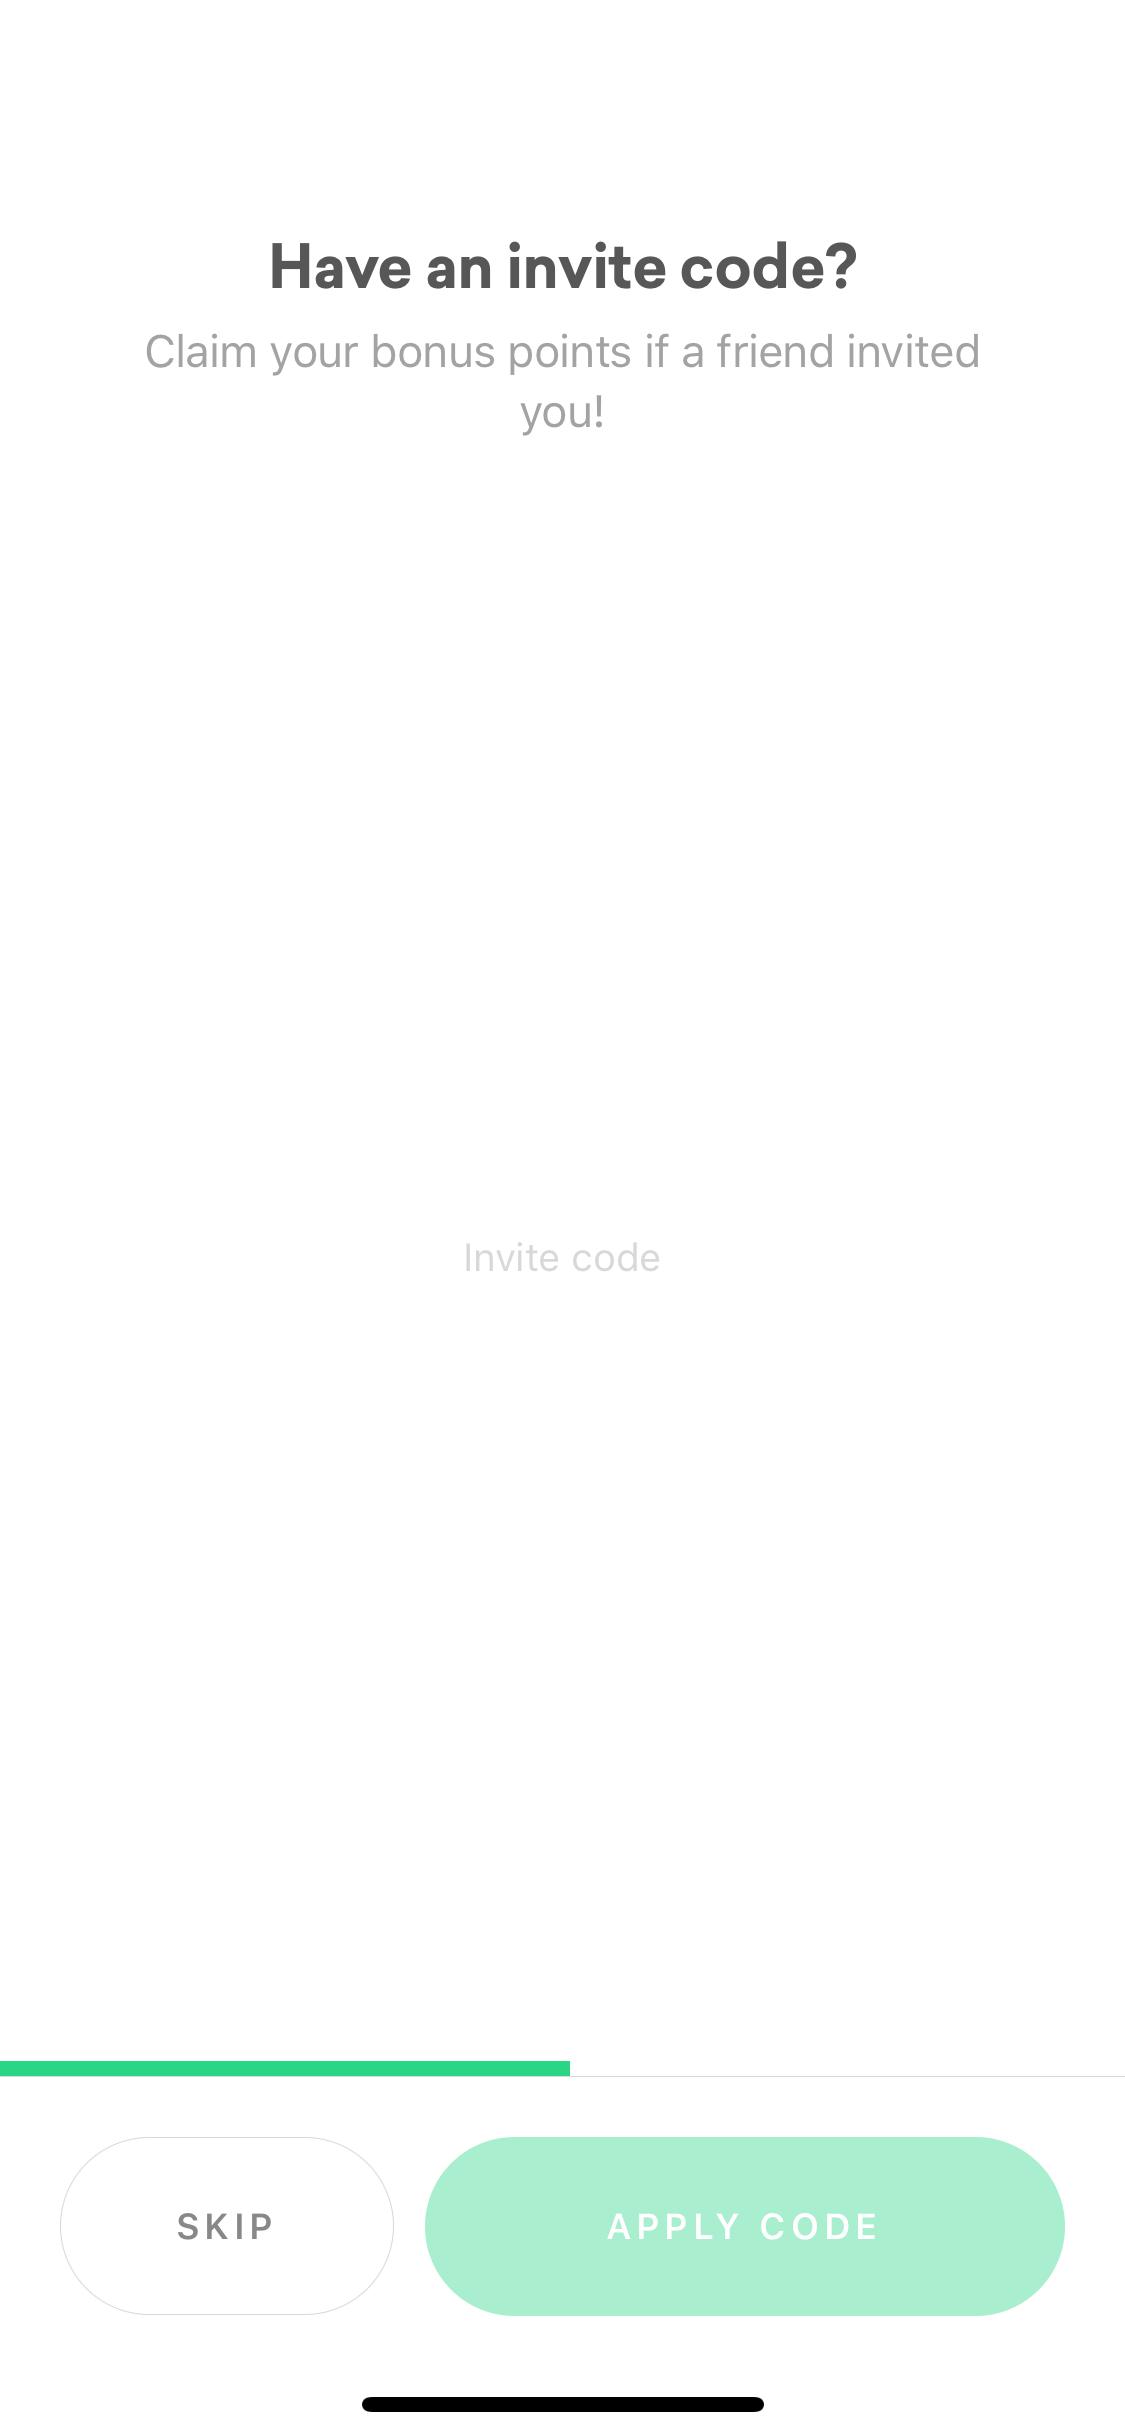 Have an invite code?
Claim your bonus points if a friend invited
you!
Invite code
SKIP
APPLY CODE